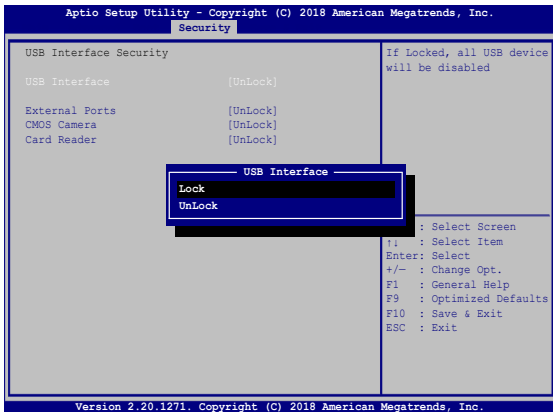 Aptio Setup Utility - Copyright (C) 2018 American Megatrends, Inc.
Security
USB Interface Security
USB Interface [UnLock]
External Ports [UnLock]
CMOS Camera [UnLock]
Card Reader [UnLock]
If Locked, all USB device
will be disabled
USB Interface
Lock
UnLock
: Select Screen
↑↓ : Select Item
Enter: Select
+/— : Change Opt.
F1 : General Help
F9 : Optimized Defaults
F10 : Save & Exit
ESC : Exit
Version 2.20.1271. Copyright (C) 2018 American Megatrends, Inc.